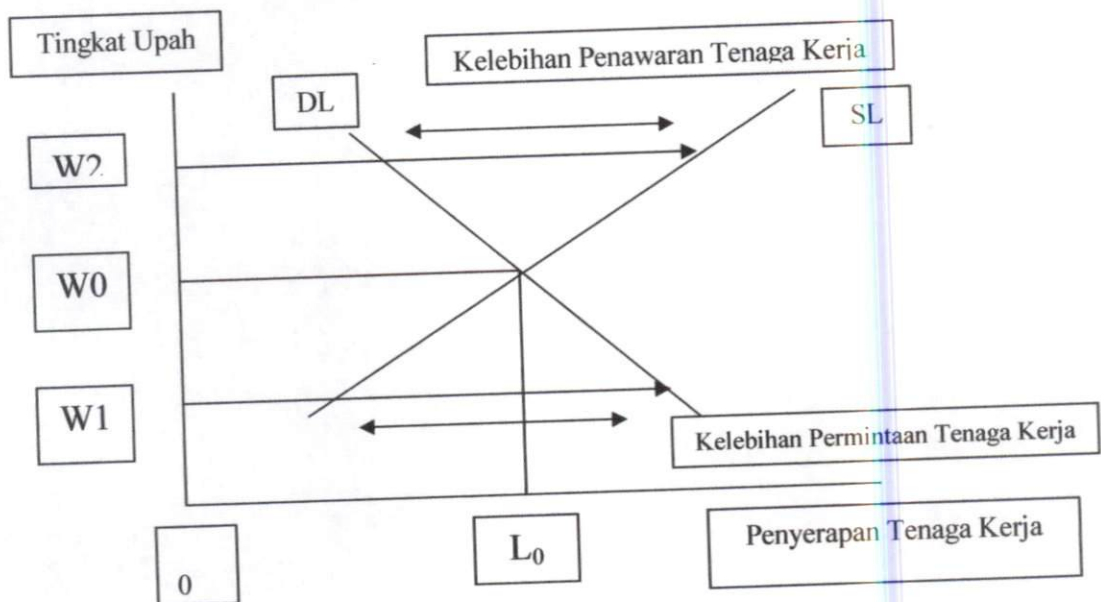 Tingkat Upah
Kelebihan Penawaran Tenaga Kerja
DL
SL
W2
W0
W1
Kelebihan Permintaan Tenaga Kerja
0
L₀
Penyerapan Tenaga Kerja